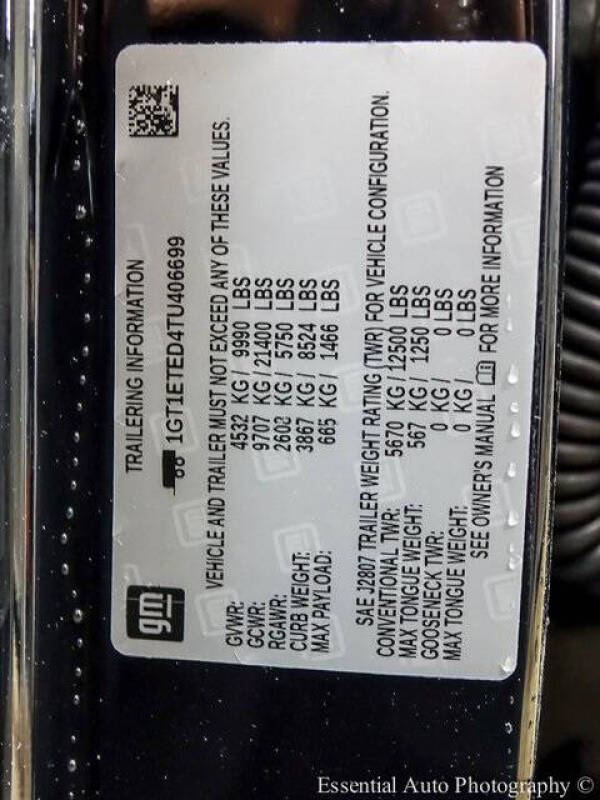 gm
TRAILERING INFORMATION
1GT1ETED4TU406699
VEHICLE AND TRAILER MUST NOT EXCEED ANY OF THESE VALUES.
GVWR: 4532 KG / 9990 LBS
GCWR: 9707 KG / 21400 LBS
RGAWR: 2608 KG / 5750 LBS
CURB WEIGHT: 3867 KG / 8524 LBS
MAX PAYLOAD: 665 KG / 1466 LBS
SAE J2807 TRAILER WEIGHT RATING (TWR) FOR VEHICLE CONFIGURATION.
CONVENTIONAL TWR: 5670 KG / 12500 LBS
MAX TONGUE WEIGHT: 567 KG / 1250 LBS
GOOSENECK TWR: 0 KG / 0 LBS
MAX TONGUE WEIGHT: 0 KG / 0 LBS
SEE OWNER'S MANUAL FOR MORE INFORMATION
Essential Auto Photography ©